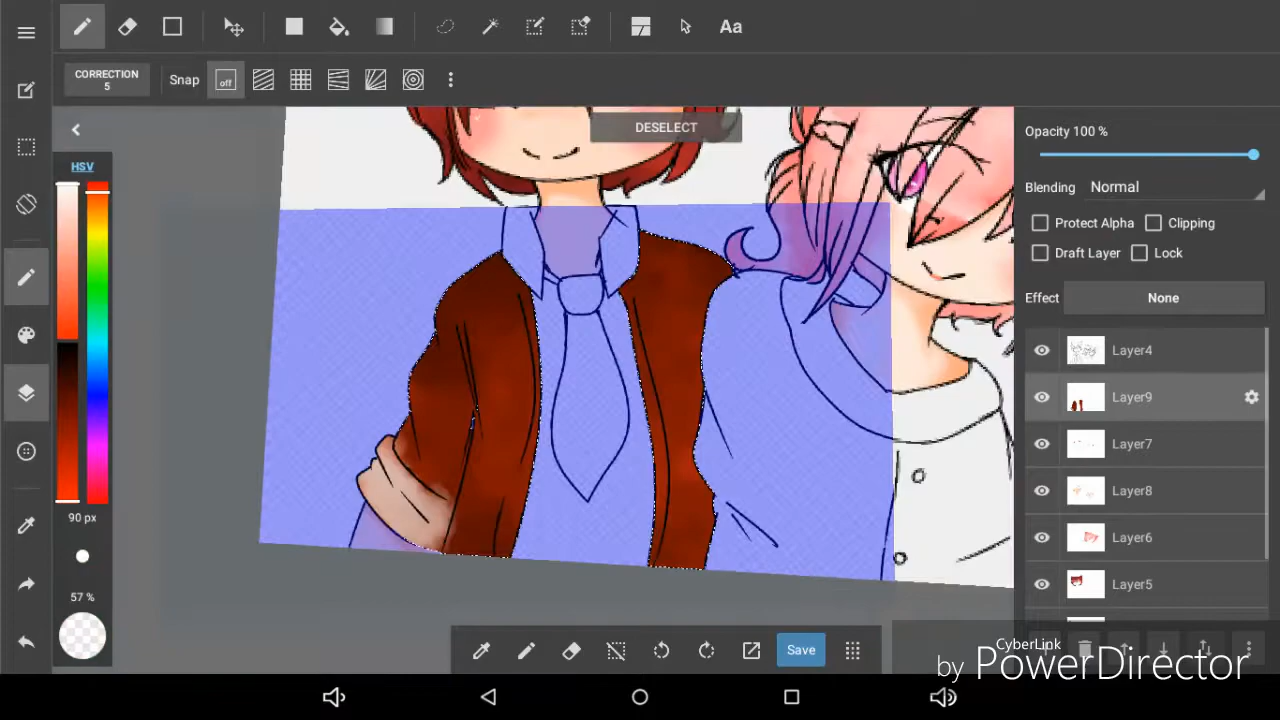 Aa
CORRECTION
5
Snap
off
DESELECT
HSV
90 px
57 %
Opacity 100 %
Blending Normal
Protect Alpha Clipping
Draft Layer Lock
Effect None
Layer4
Layer9
Layer7
Layer8
Layer6
Layer5
Save
CyberLink
by PowerDirector